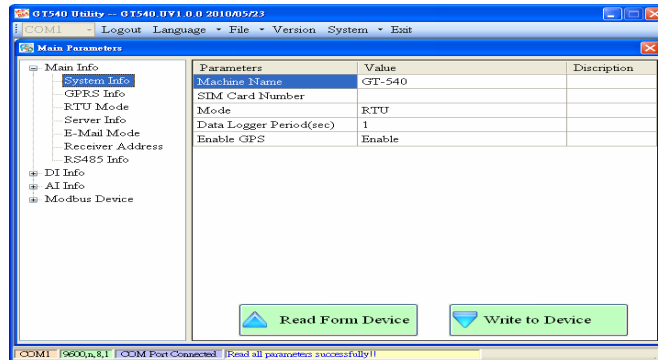 GT540 Utility -- GT540.UV1.0.0 2010/05/23
COM1 Logout Language File Version System Exit
Main Parameters
Main Info
System Info
GPRS Info
RTU Mode
Server Info
E-Mail Mode
Receiver Address
RS485 Info
DI Info
AI Info
Modbus Device
Parameters Value Discription
Machine Name GT-540
SIM Card Number
Mode RTU
Data Logger Period(sec) 1
Enable GPS Enable
Read Form Device Write to Device
COM1 9600,n,8,1 COM Port Connected Read all parameters successfully!!